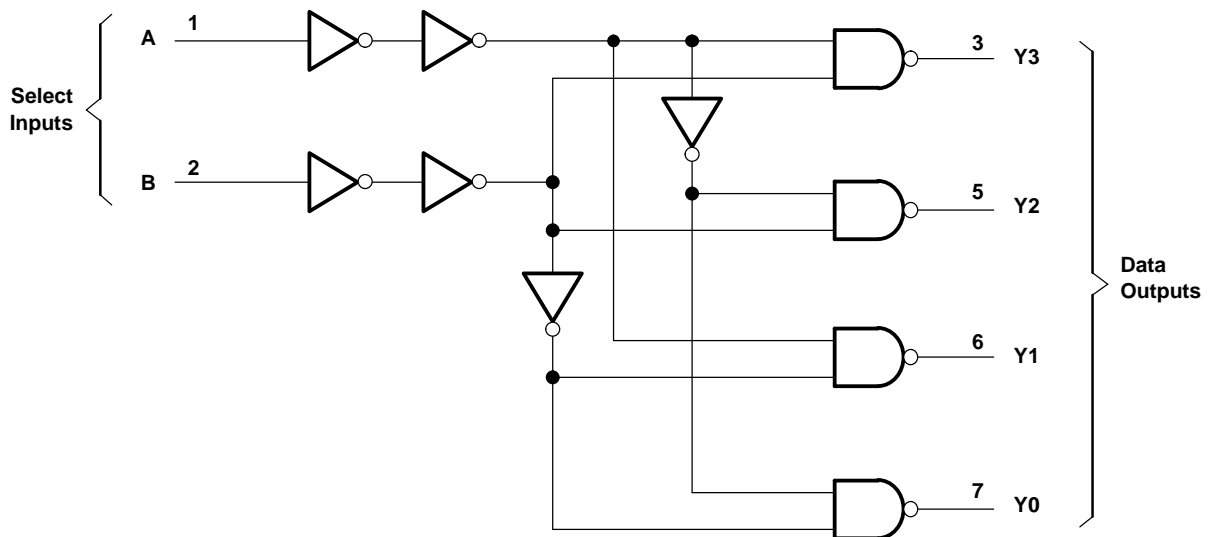 A 1
3 Y3
Select
Inputs
B 2
5 Y2
Data
Outputs
6 Y1
7 Y0